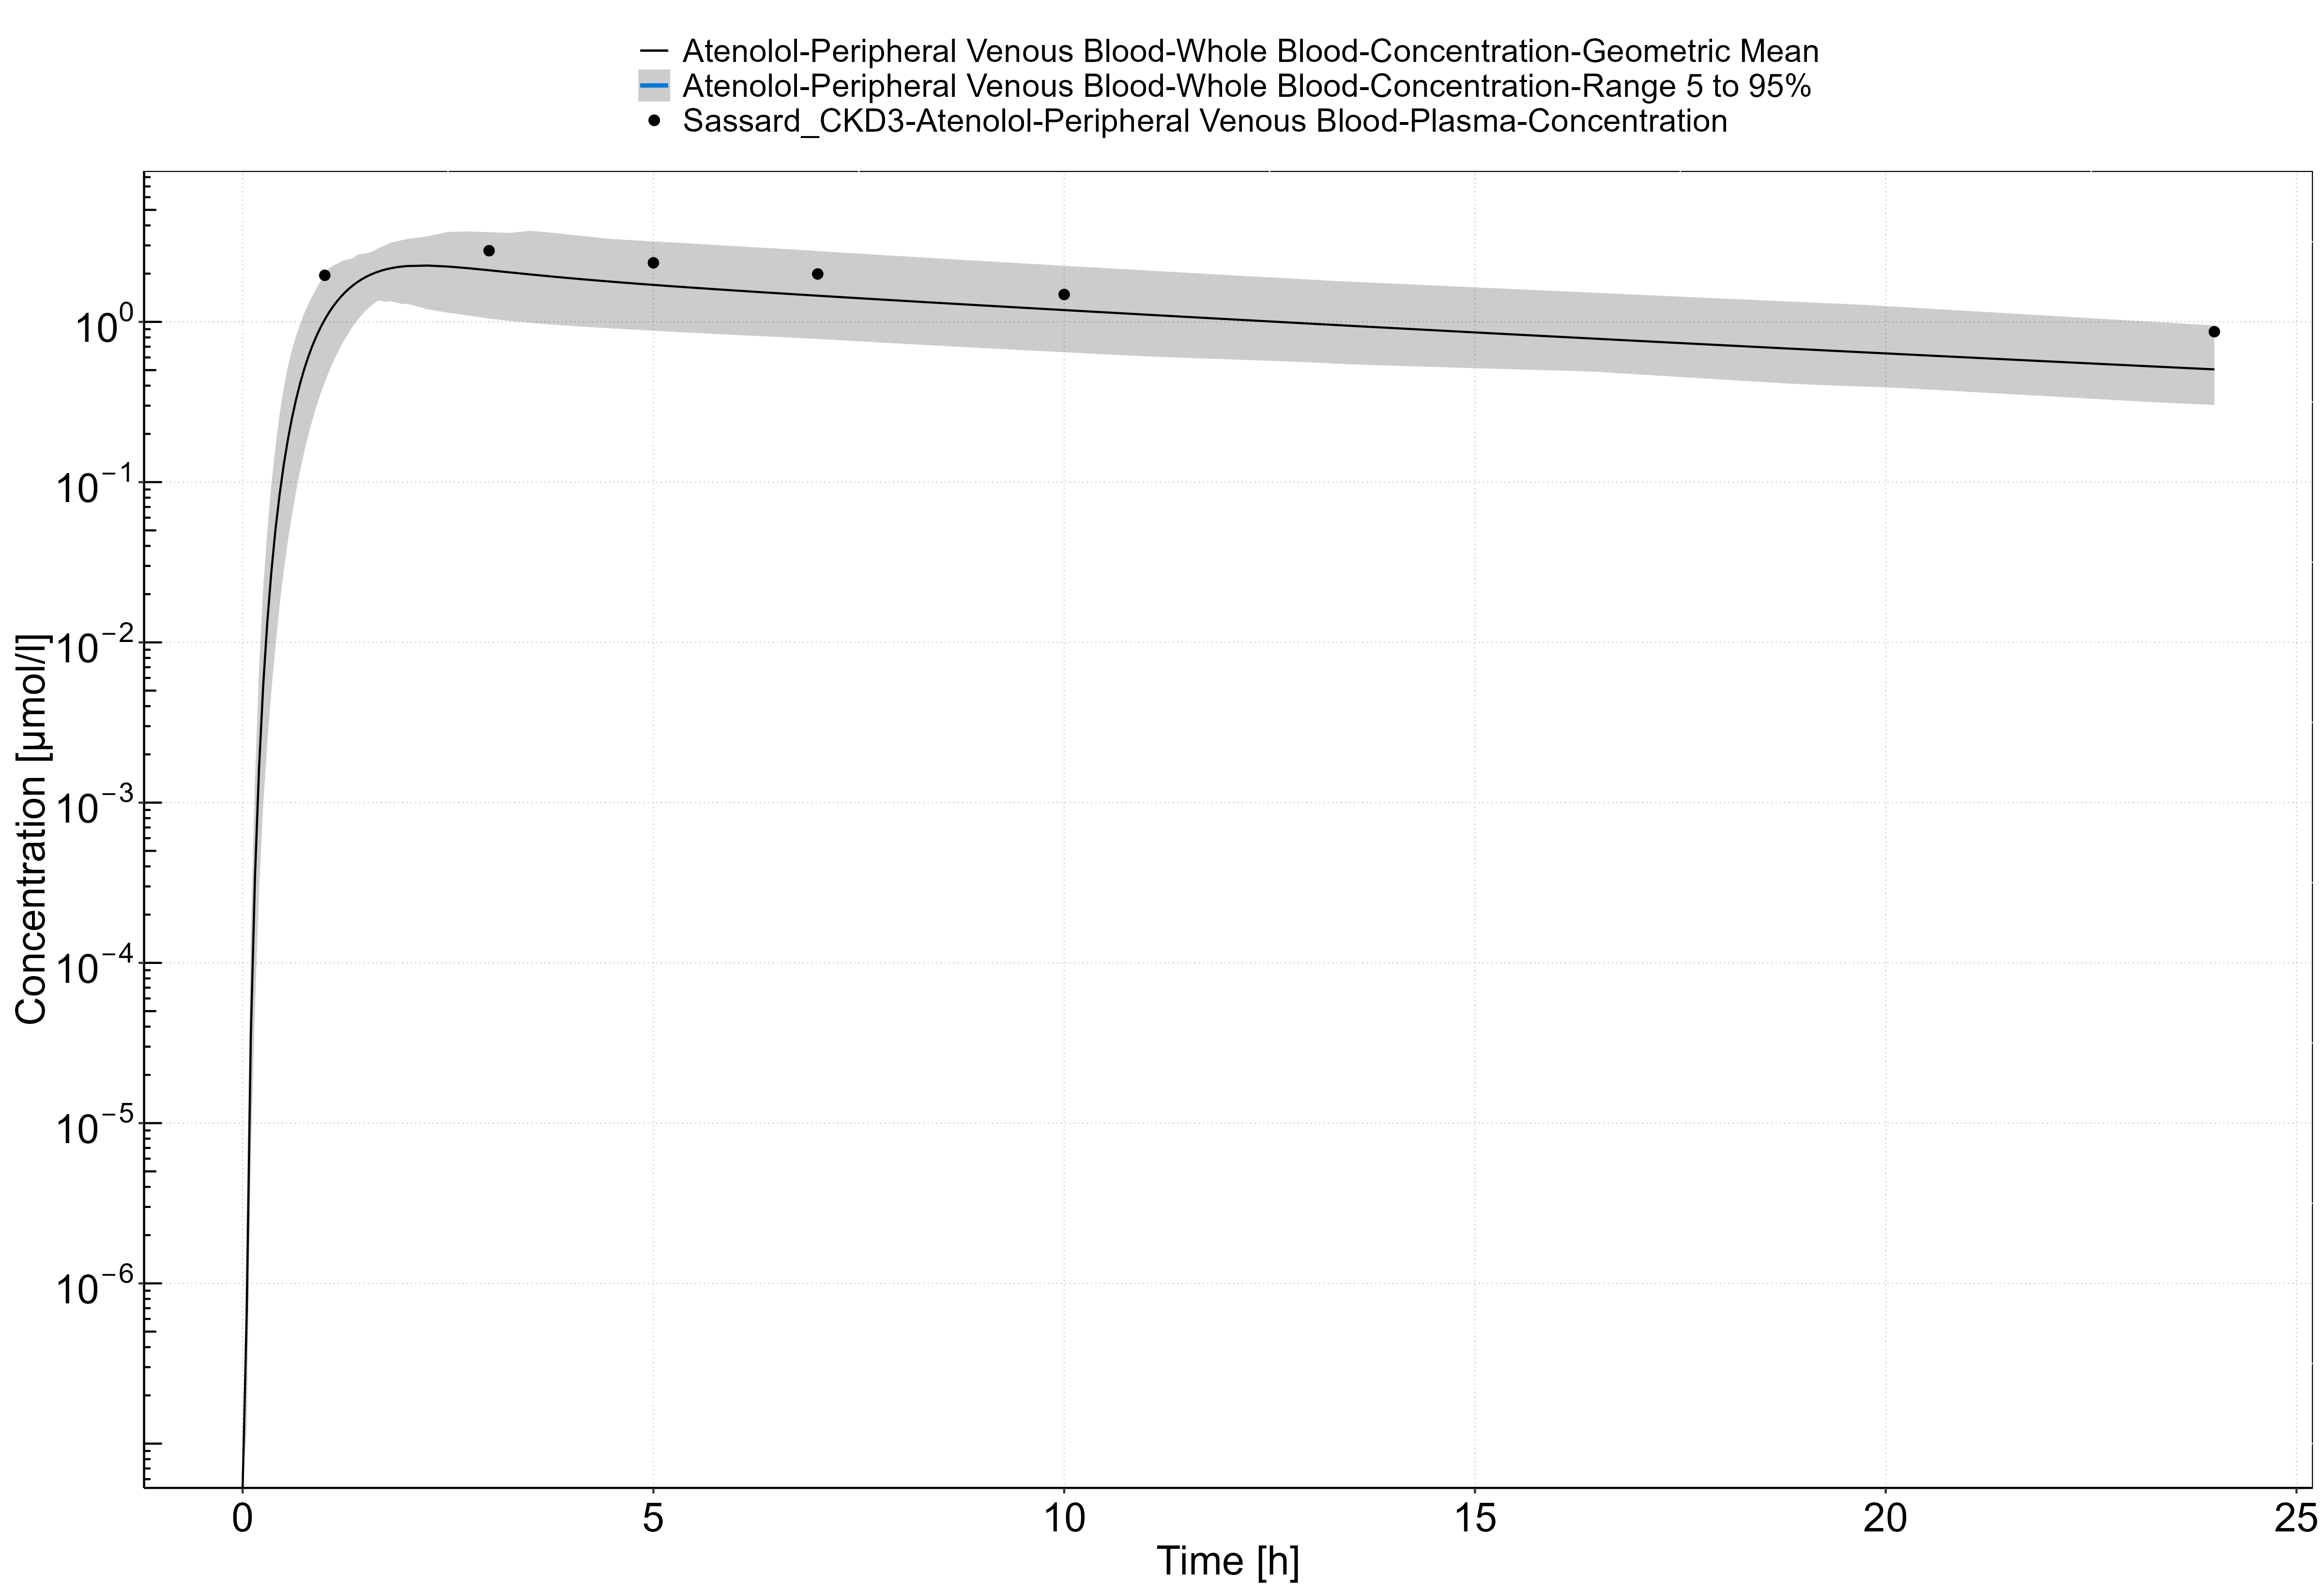 Atenolol-Peripheral Venous Blood-Whole Blood-Concentration-Geometric Mean
Atenolol-Peripheral Venous Blood-Whole Blood-Concentration-Range 5 to 95%
Sassard_CKD3-Atenolol-Peripheral Venous Blood-Plasma-Concentration
Concentration [µmol/l]
10⁰
10⁻¹
10⁻²
10⁻³
10⁻⁴
10⁻⁵
10⁻⁶
0 5 10 15 20 25
Time [h]